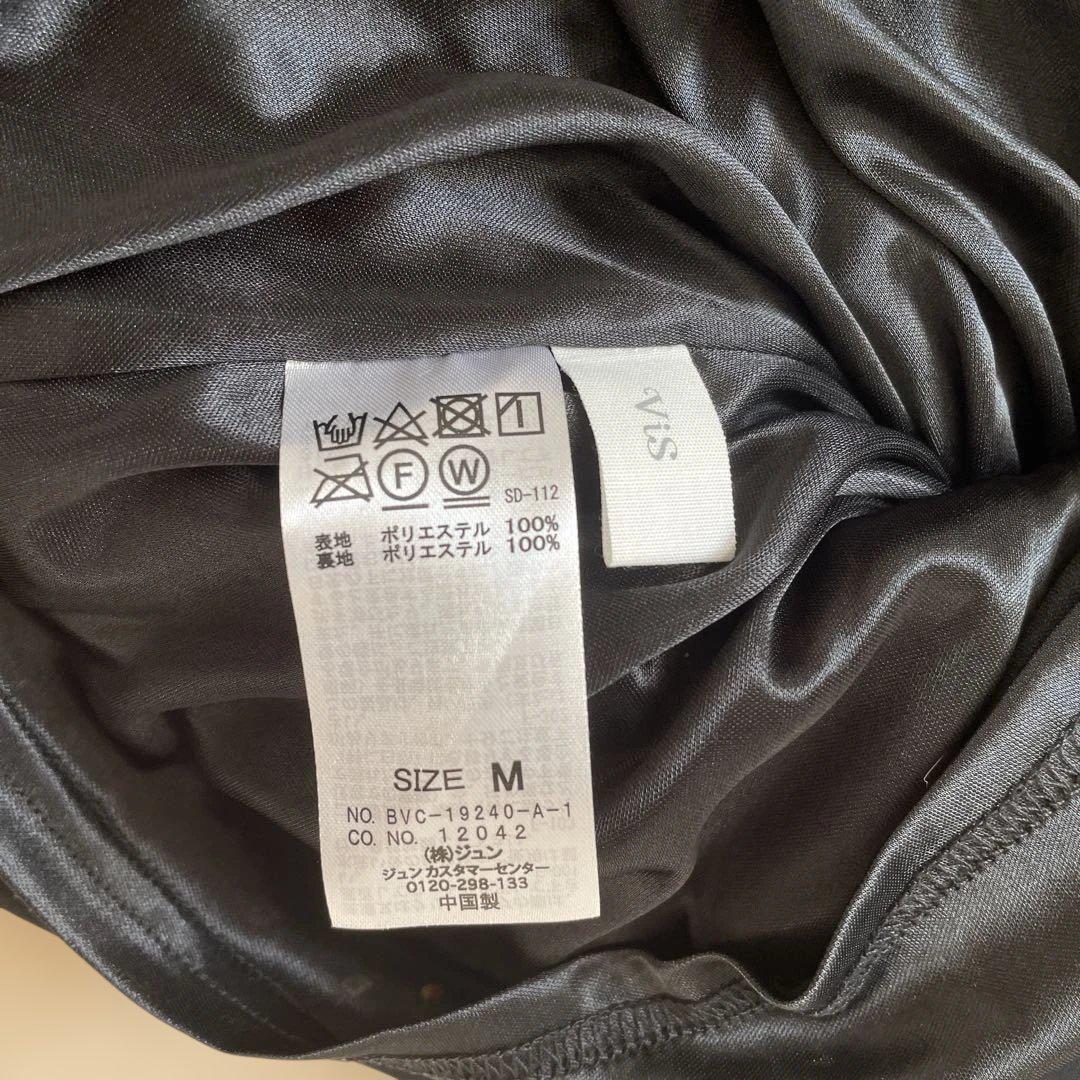 ViS
F W SD-112
表地 ポリエステル 100%
裏地 ポリエステル 100%
SIZE M
NO. BVC-19240-A-1
CO. NO. 12042
(株)ジュン
ジュンカスタマーセンター
0120-298-133
中国製